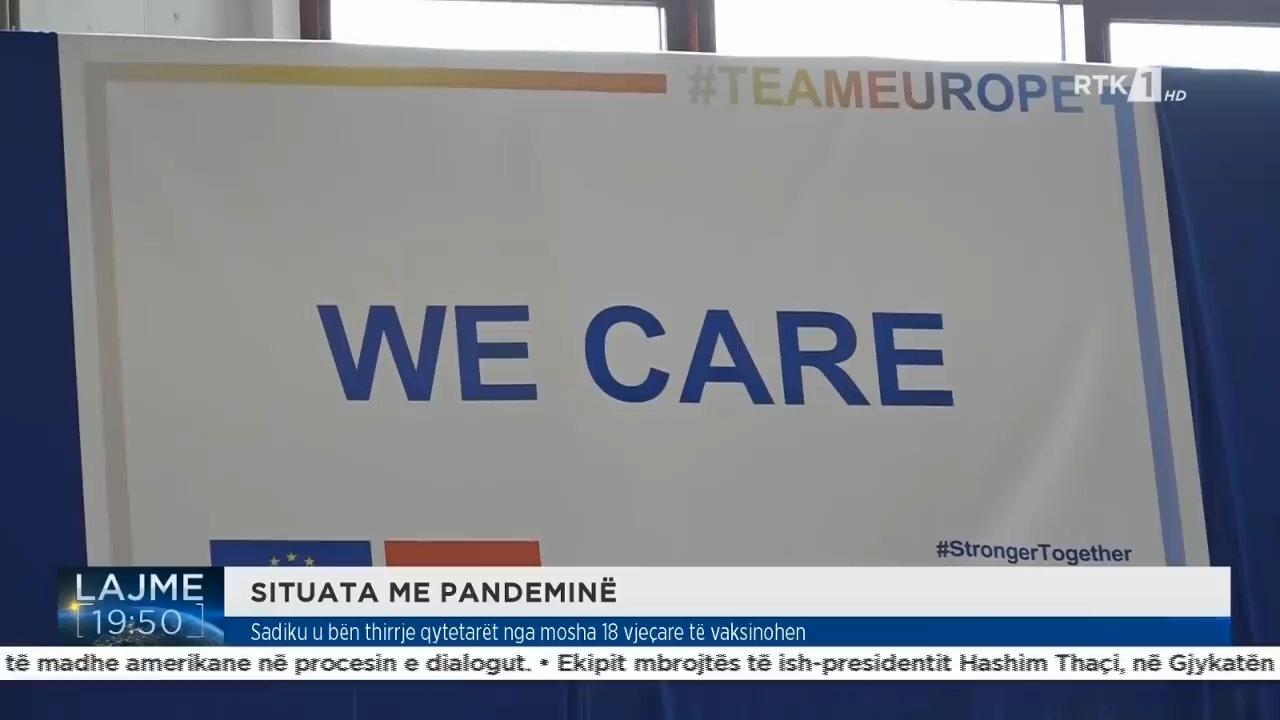 #TEAMEUROPE
RTK 1 HD
WE CARE
#StrongerTogether
LAJME
19:50
SITUATA ME PANDEMINË
Sadiku u bën thirrje qytetarët nga mosha 18 vjeçare të vaksinohen
të madhe amerikane në procesin e dialogut. • Ekipit mbrojtës të ish-presidentit Hashim Thaçi, në Gjykatën